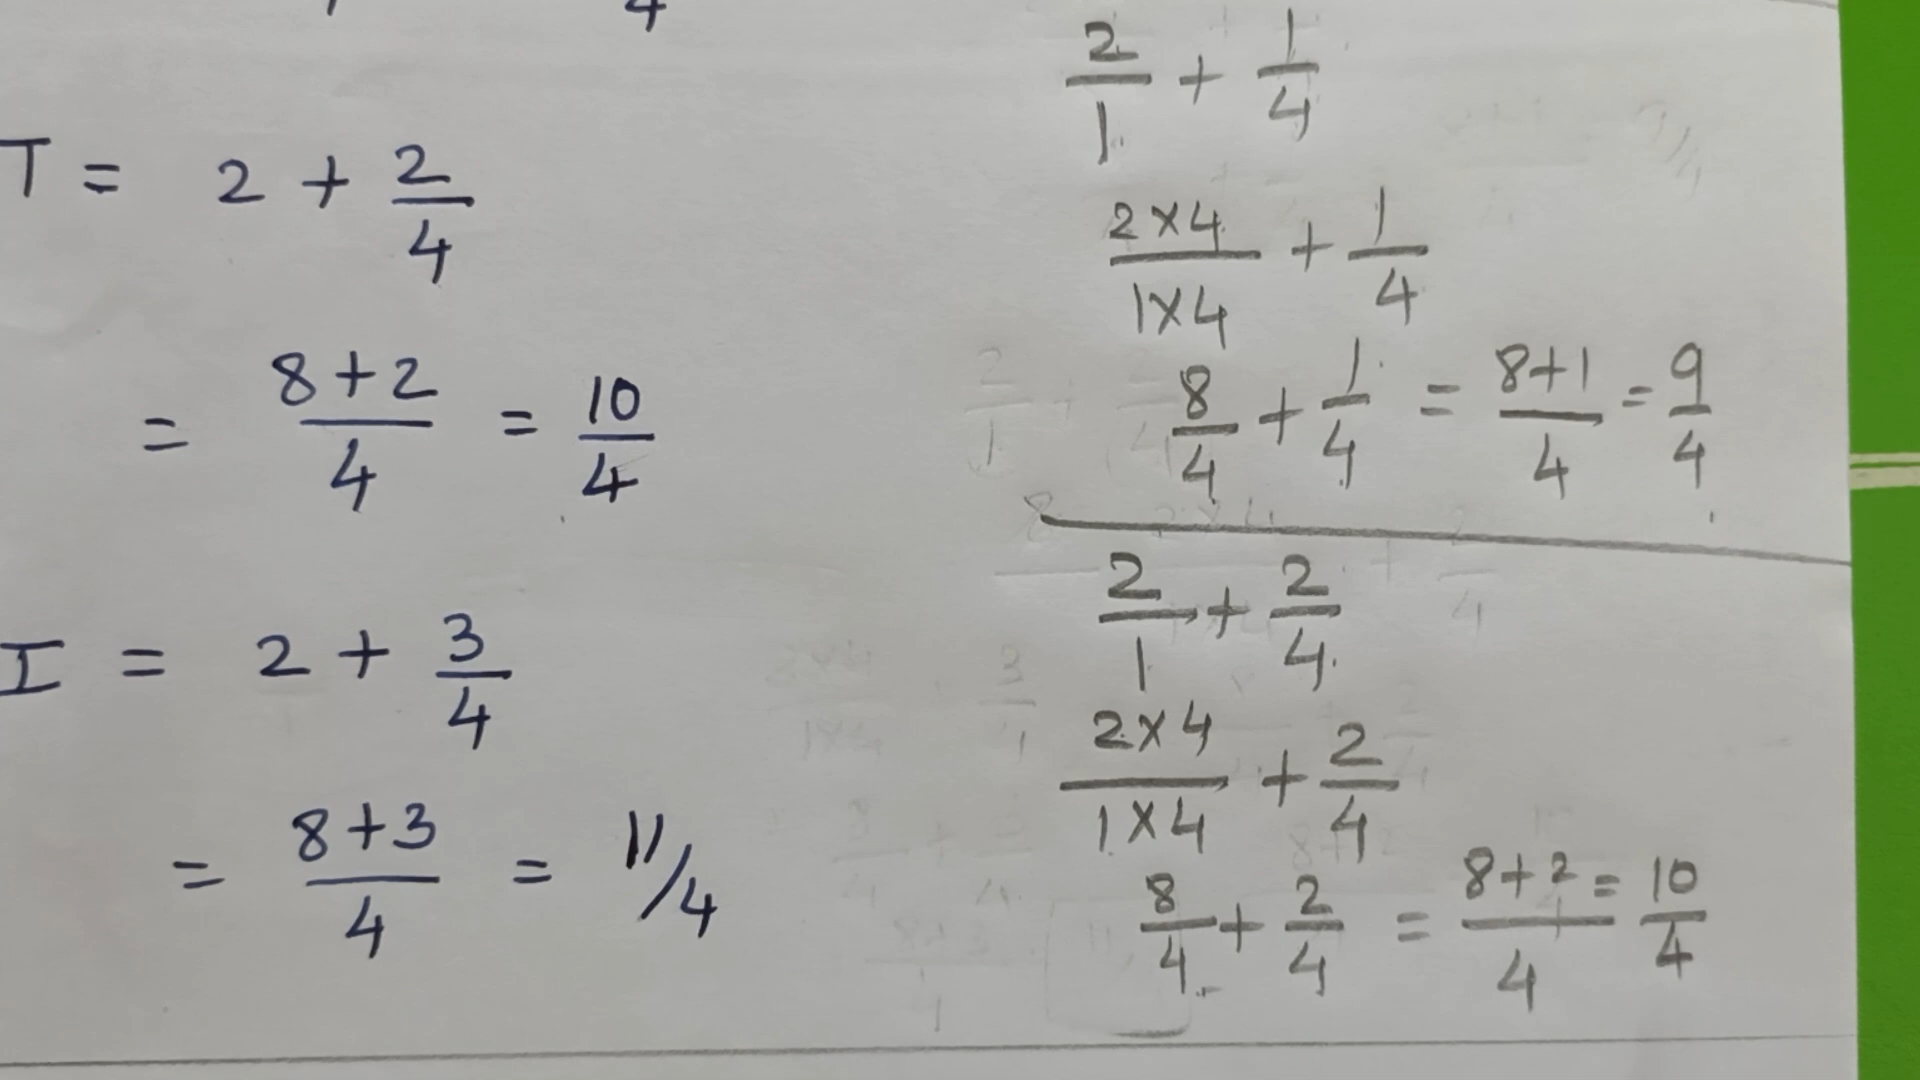 4
T = 2 + 2/4
= 8+2/4 = 10/4
I = 2 + 3/4
= 8+3/4 = 11/4
2/1 + 1/4
2×4/1×4 + 1/4
8/4 + 1/4 = 8+1/4 = 9/4
2/1 + 2/4
2×4/1×4 + 2/4
8/4 + 2/4 = 8+2/4 = 10/4